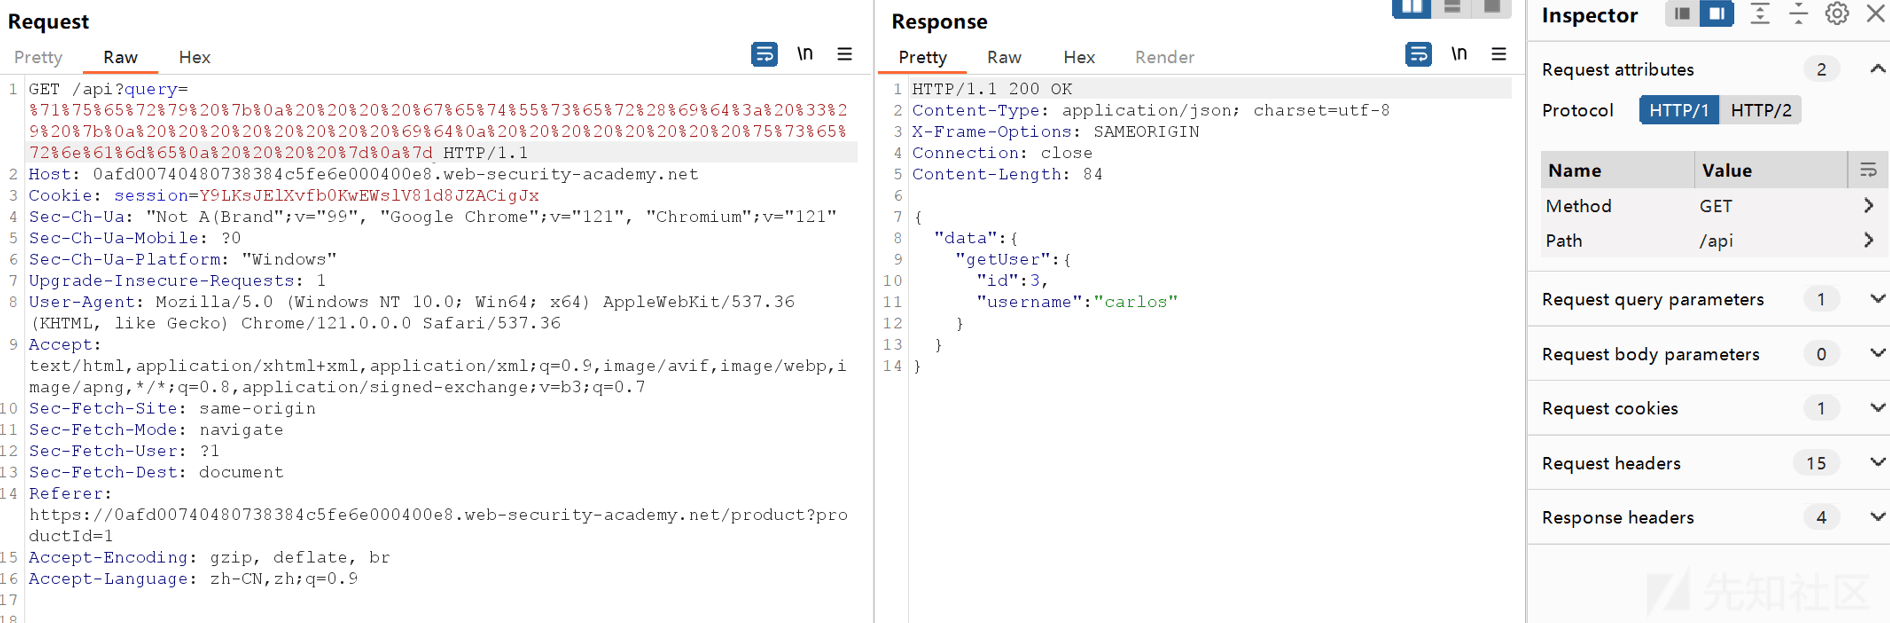 Request
Pretty Raw Hex \n
1 GET /api?query=
%71%75%65%72%79%20%7b%0a%20%20%20%20%67%65%74%55%73%65%72%28%69%64%3a%20%33%2
9%20%7b%0a%20%20%20%20%20%20%20%20%69%64%0a%20%20%20%20%20%20%20%20%75%73%65%
72%6e%61%6d%65%0a%20%20%20%20%7d%0a%7d HTTP/1.1
2 Host: 0afd00740480738384c5fe6e000400e8.web-security-academy.net
3 Cookie: session=Y9LKsJElXvfb0KwEWslV81d8JZACigJx
4 Sec-Ch-Ua: "Not A(Brand";v="99", "Google Chrome";v="121", "Chromium";v="121"
5 Sec-Ch-Ua-Mobile: ?0
6 Sec-Ch-Ua-Platform: "Windows"
7 Upgrade-Insecure-Requests: 1
8 User-Agent: Mozilla/5.0 (Windows NT 10.0; Win64; x64) AppleWebKit/537.36
(KHTML, like Gecko) Chrome/121.0.0.0 Safari/537.36
9 Accept:
text/html,application/xhtml+xml,application/xml;q=0.9,image/avif,image/webp,i
mage/apng,*/*;q=0.8,application/signed-exchange;v=b3;q=0.7
10 Sec-Fetch-Site: same-origin
11 Sec-Fetch-Mode: navigate
12 Sec-Fetch-User: ?1
13 Sec-Fetch-Dest: document
14 Referer:
https://0afd00740480738384c5fe6e000400e8.web-security-academy.net/product?pro
ductId=1
15 Accept-Encoding: gzip, deflate, br
16 Accept-Language: zh-CN,zh;q=0.9
17
18
Response
Pretty Raw Hex Render \n
1 HTTP/1.1 200 OK
2 Content-Type: application/json; charset=utf-8
3 X-Frame-Options: SAMEORIGIN
4 Connection: close
5 Content-Length: 84
6
7 {
8 "data":{
9 "getUser":{
10 "id":3,
11 "username":"carlos"
12 }
13 }
14 }
Inspector
Request attributes 2
Protocol HTTP/1 HTTP/2
Name Value
Method GET
Path /api
Request query parameters 1
Request body parameters 0
Request cookies 1
Request headers 15
Response headers 4
先知社区